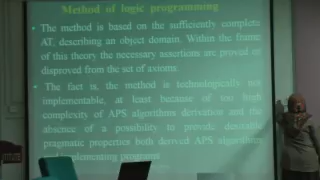 Method of logic programming
• The method is based on the sufficiently complete
AT, describing an object domain. Within the frame
of this theory the necessary assertions are proved or
disproved from the set of axioms.
• The fact is, the method is technologically not
implementable, at least because of too high
complexity of APS algorithms derivation and the
absence of a possibility to provide desirable
pragmatic properties both derived APS algorithms
implementing programs